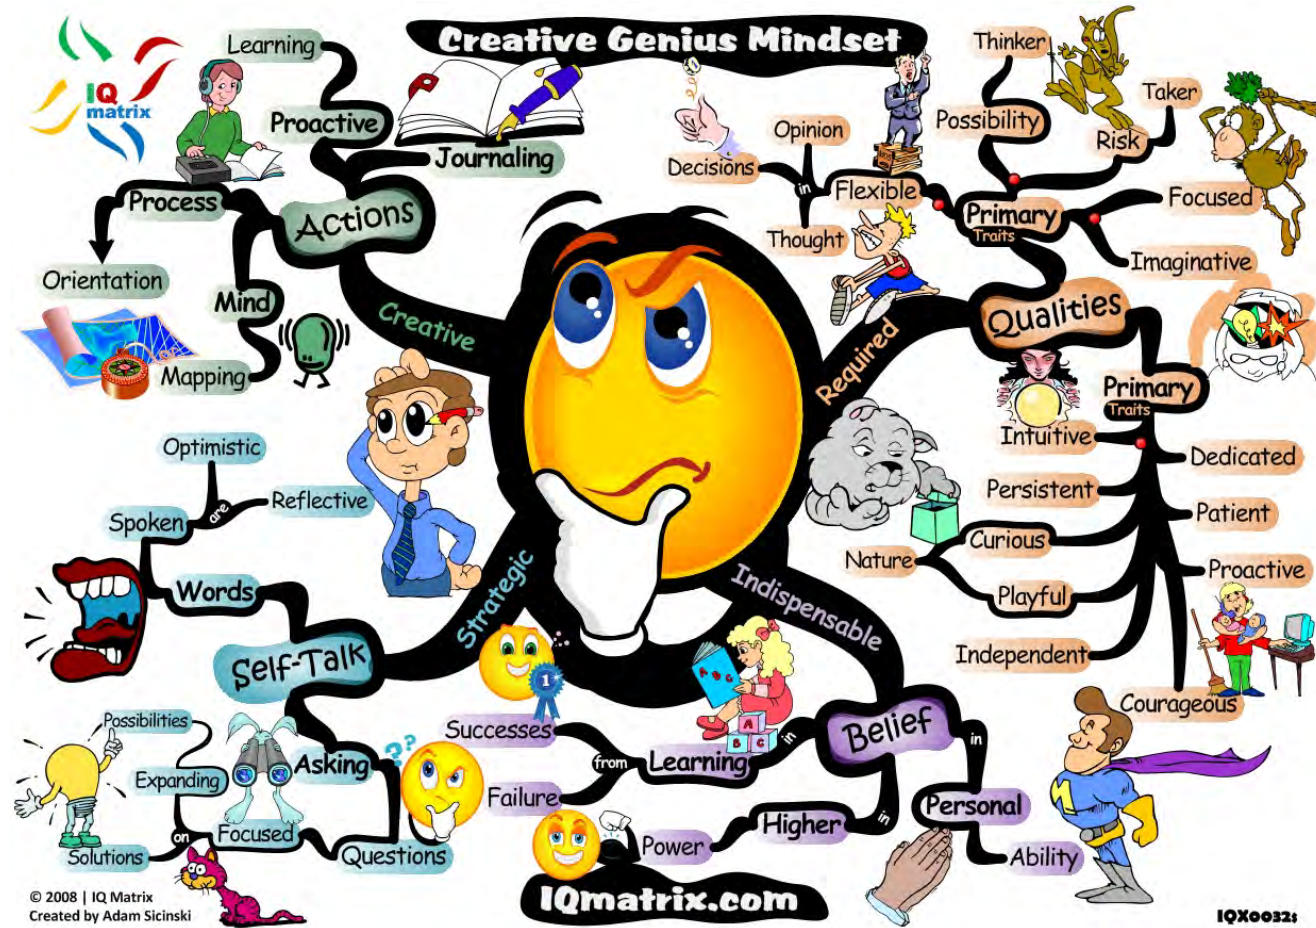 Creative Genius Mindset
IQ
matrix
Learning
Proactive
Journaling
Process
Actions
Orientation
Mind
Mapping
Creative
Thinker
Taker
Possibility
Risk
Opinion
Decisions
in
Flexible
Thought
Primary
Traits
Focused
Imaginative
Qualities
Required
Primary
Traits
Intuitive
Dedicated
Persistent
Patient
Curious
Nature
Proactive
Playful
Independent
Courageous
Optimistic
Reflective
are
Spoken
Words
Strategic
Self-Talk
Possibilities
Asking
Expanding
Focused
on
Solutions
Questions
??
Indispensable
Belief
in
Learning
from
Successes
1
Failure
A B C
A
B C
in
Higher
Power
in
Personal
Ability
M
IQmatrix.com
© 2008 | IQ Matrix
Created by Adam Sicinski
IQX0032s